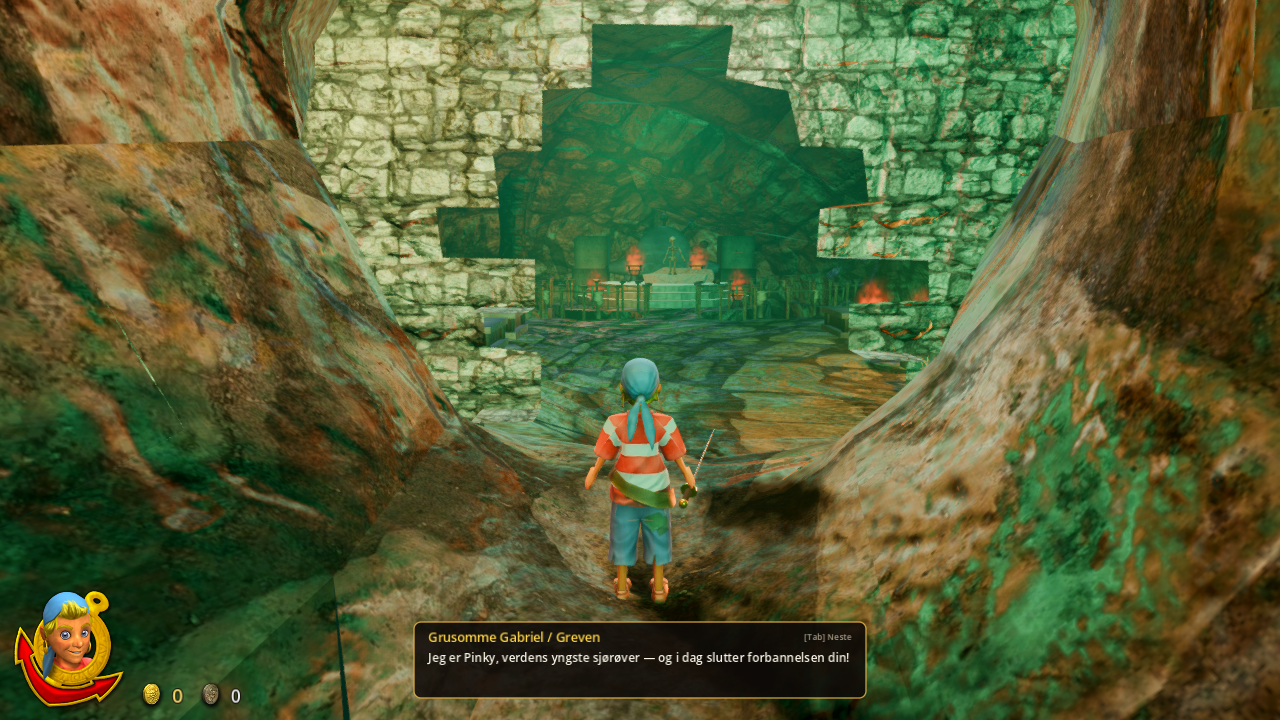 Grusomme Gabriel / Greven
[Tab] Neste
Jeg er Pinky, verdens yngste sjørøver — og i dag slutter forbannelsen din!
0
0